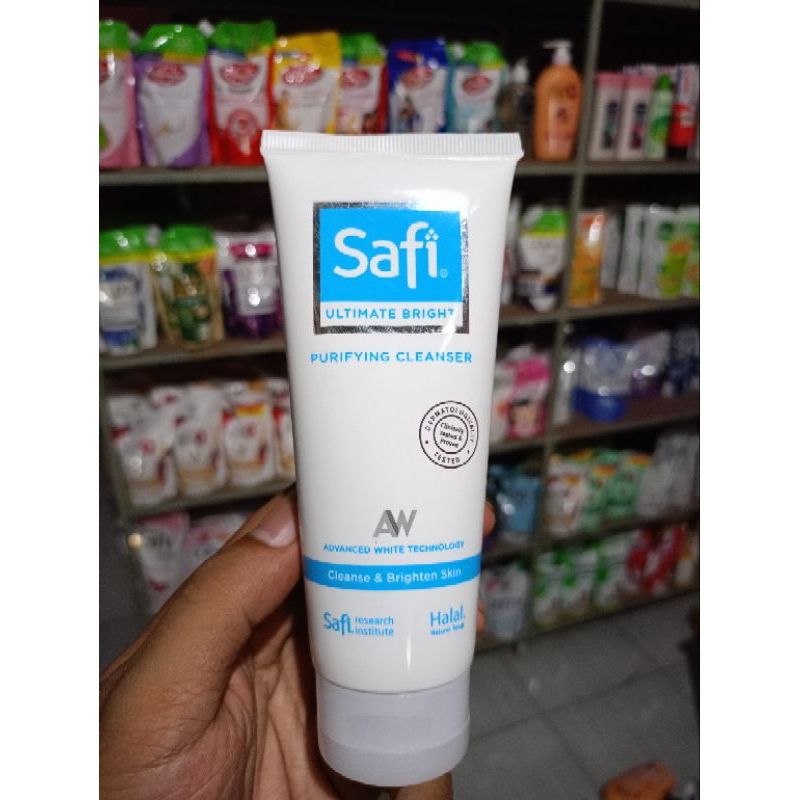 Safi®
ULTIMATE BRIGHT
PURIFYING CLEANSER
DERMATOLOGICALLY
Clinically
tested &
Proven
TESTED
AW
ADVANCED WHITE TECHNOLOGY
Cleanse & Brighten Skin
Safi research
institute
Halal.
Natural